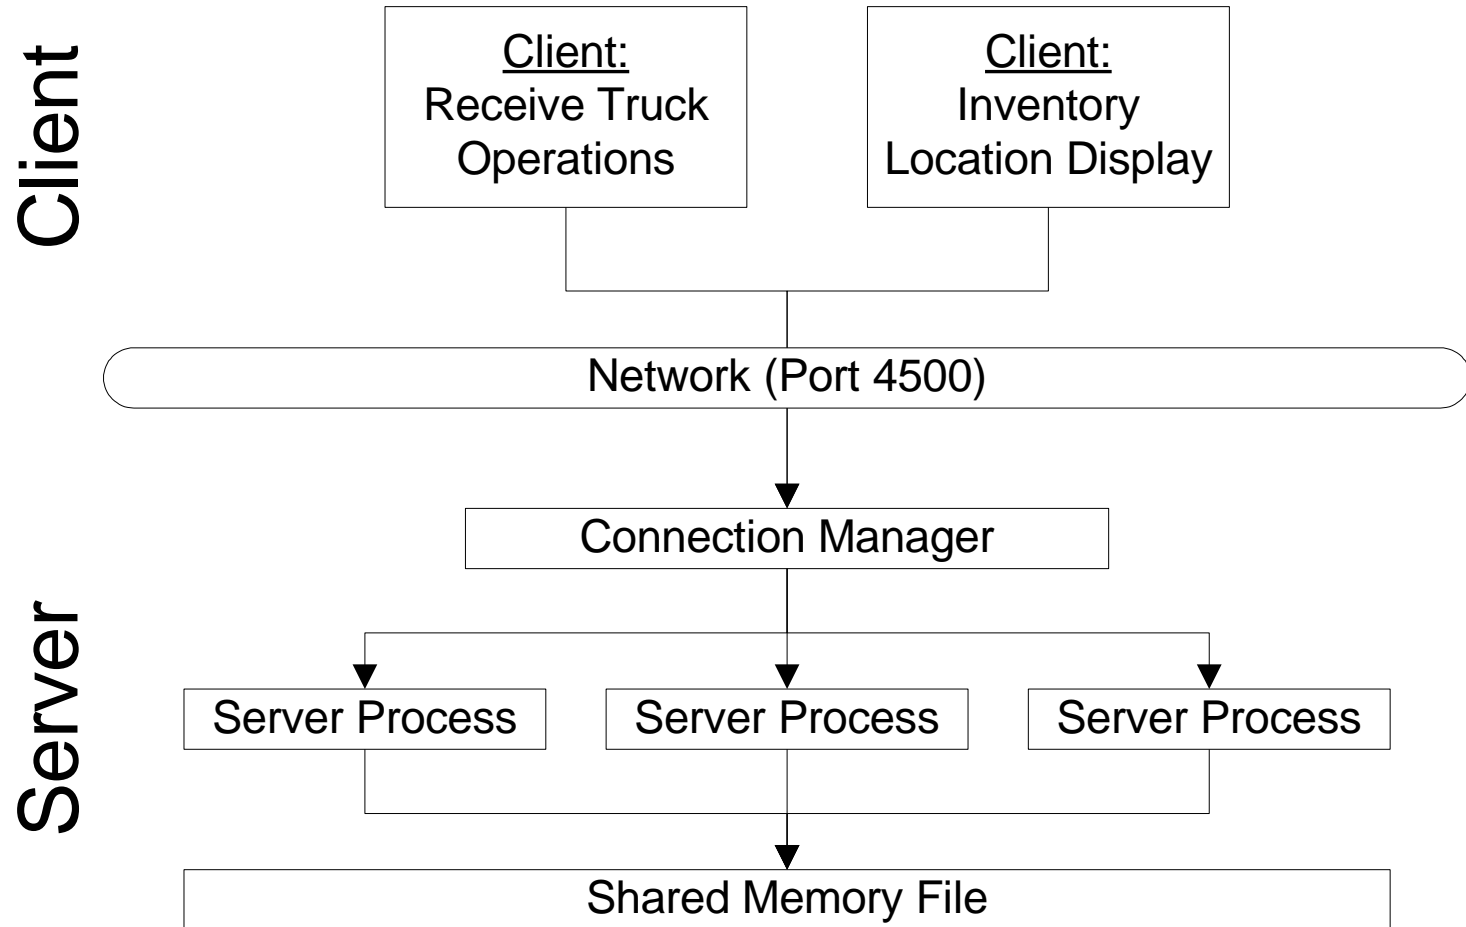 Client
Client:
Receive Truck
Operations
Client:
Inventory
Location Display
Network (Port 4500)
Connection Manager
Server
Server Process
Server Process
Server Process
Shared Memory File